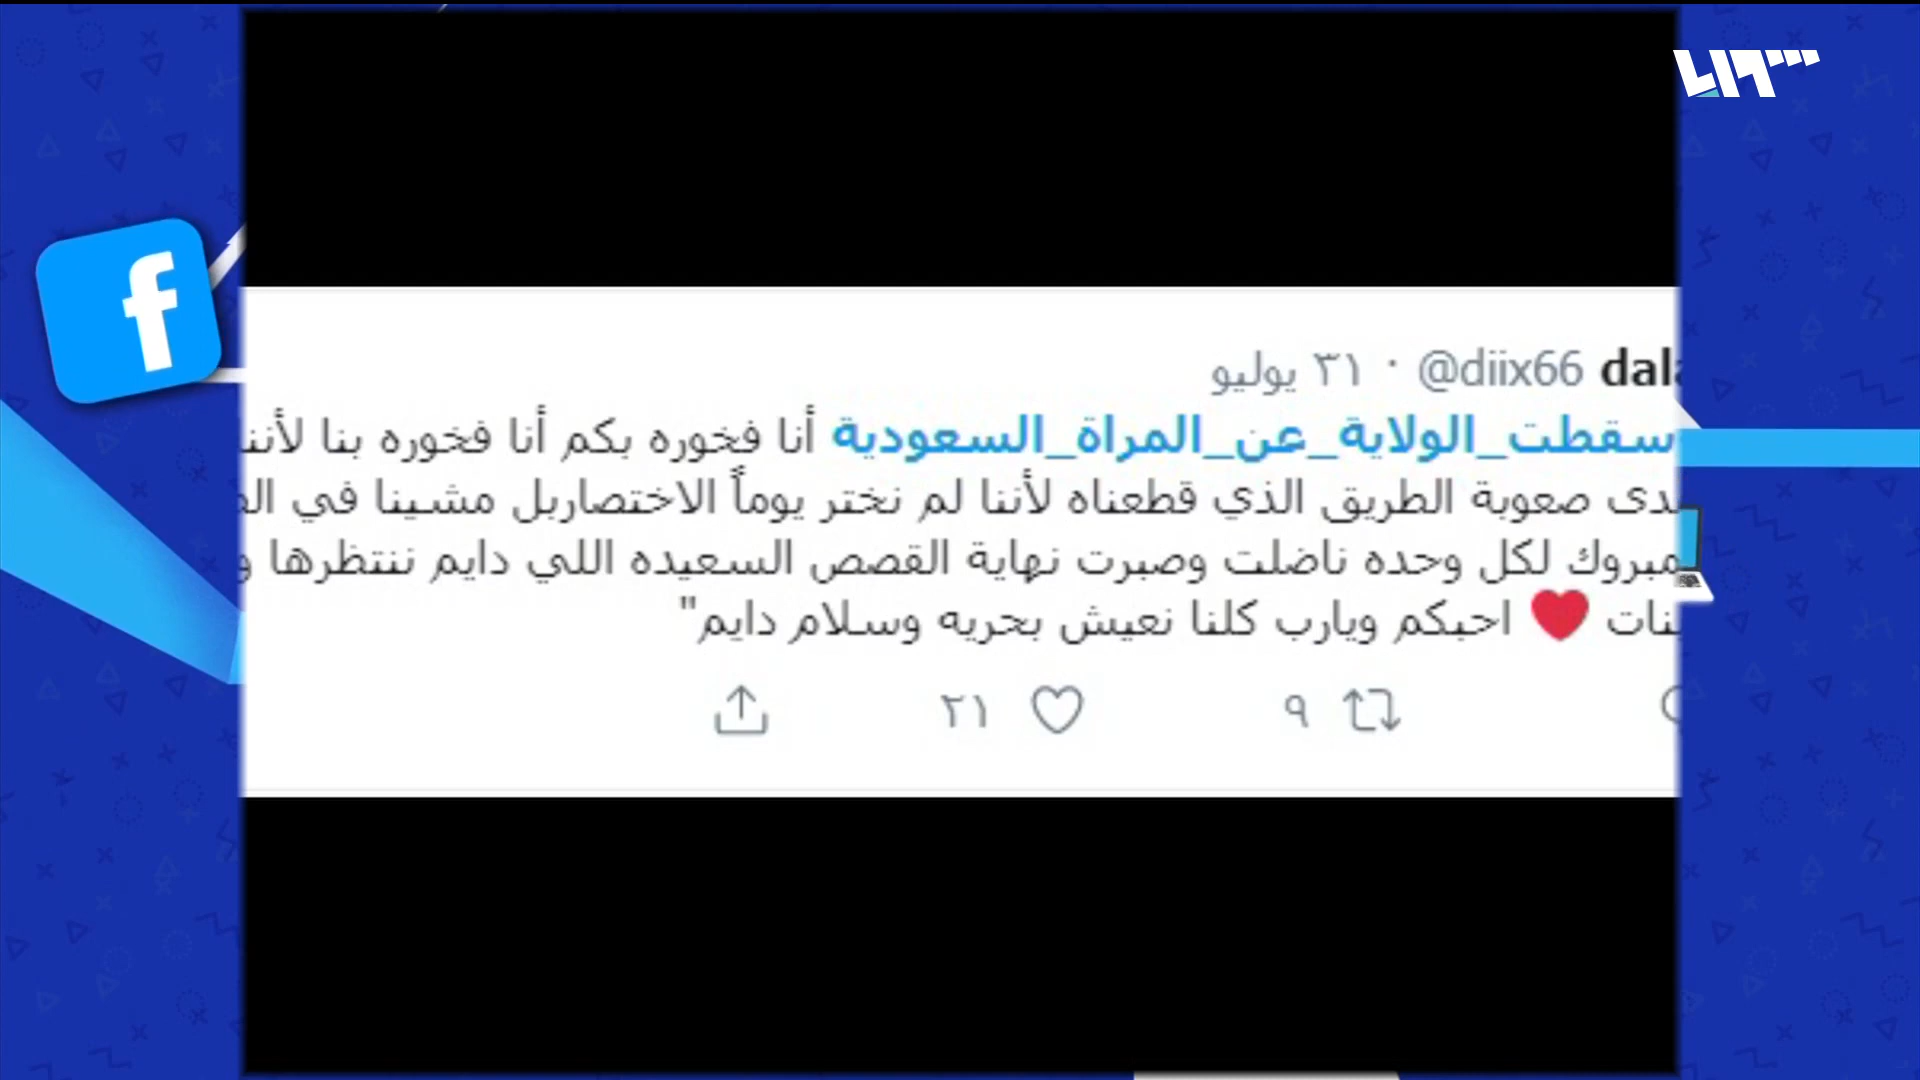 dala @diix66 · ٣١ يوليو
سقطت_الولاية_عن_المراة_السعودية أنا فخوره بكم أنا فخوره بنا لأننا
صعوبة الطريق الذي قطعناه لأننا لم نختر يوماً الاختصاربل مشينا في
مبروك لكل وحده ناضلت وصبرت نهاية القصص السعيده اللي دايم ننتظرها و
❤ احبكم ويارب كلنا نعيش بحريه وسلام دايم"
٩ ٢١
f